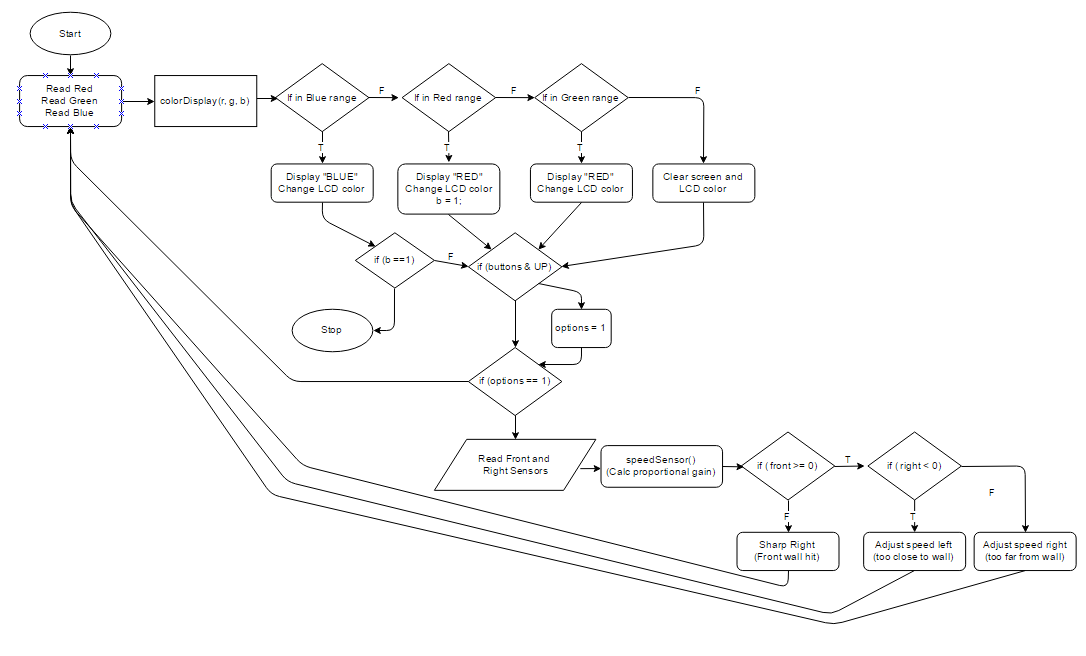 Start
Read Red
Read Green
Read Blue
colorDisplay(r, g, b)
If in Blue range
F
If in Red range
F
If in Green range
F
T
T
T
Display "BLUE"
Change LCD color
Display "RED"
Change LCD color
b = 1;
Display "RED"
Change LCD color
Clear screen and
LCD color
if (b ==1)
F
if (buttons & UP)
Stop
options = 1
if (options == 1)
Read Front and
Right Sensors
speedSensor()
(Calc proportional gain)
if (front >= 0)
T
if (right < 0)
F
F
T
Sharp Right
(Front wall hit)
Adjust speed left
(too close to wall)
Adjust speed right
(too far from wall)